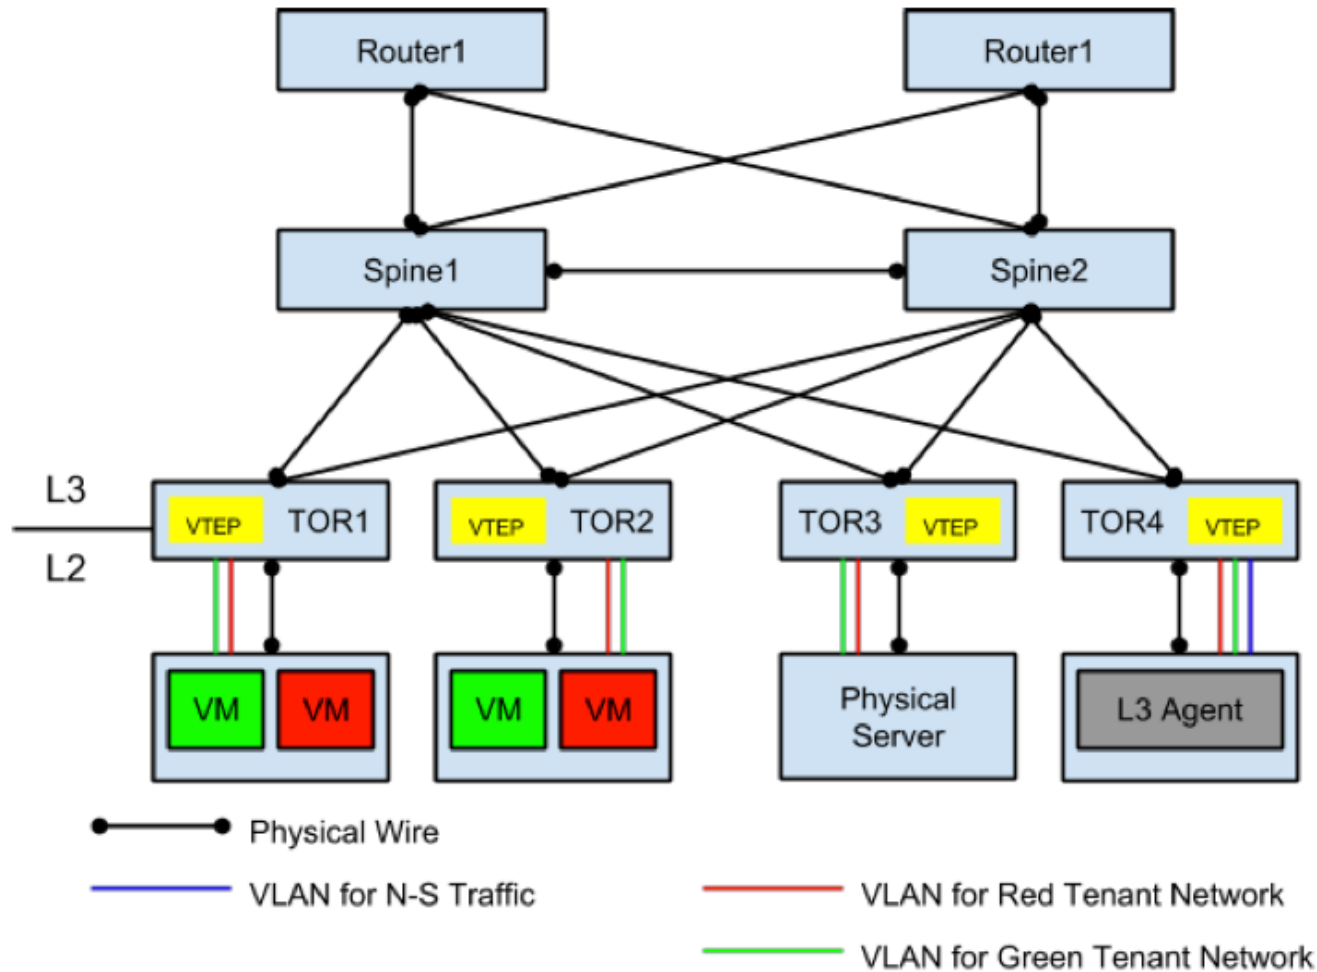 Router1
Router1
Spine1
Spine2
L3
L2
VTEP TOR1
VTEP TOR2
TOR3 VTEP
TOR4 VTEP
VM VM
VM VM
Physical
Server
L3 Agent
Physical Wire
VLAN for N-S Traffic
VLAN for Red Tenant Network
VLAN for Green Tenant Network